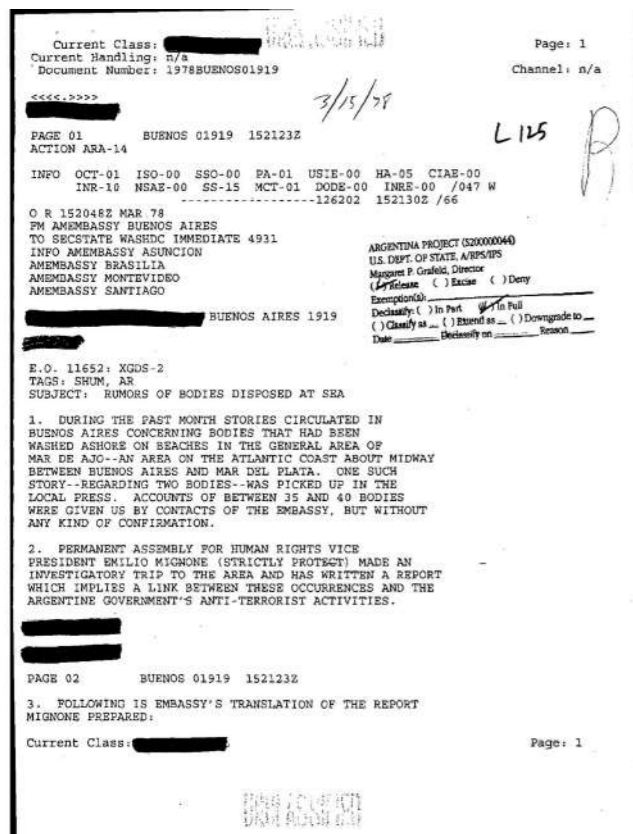 Current Class:
Page: 1
Current Handling: n/a
Document Number: 1978BUENOS01919
Channel: n/a
<<<<.>>>>
3/15/78
L 125
R
PAGE 01 BUENOS 01919 152123Z
ACTION ARA-14
INFO OCT-01 ISO-00 SSO-00 PA-01 USIE-00 HA-05 CIAE-00
INR-10 NSAE-00 SS-15 MCT-01 DODE-00 INRE-00 /047 W
------------------126202 152130Z /66
O R 152048Z MAR 78
FM AMEMBASSY BUENOS AIRES
TO SECSTATE WASHDC IMMEDIATE 4931
INFO AMEMBASSY ASUNCION
AMEMBASSY BRASILIA
AMEMBASSY MONTEVIDEO
AMEMBASSY SANTIAGO
ARGENTINA PROJECT (S200000044)
U.S. DEPT. OF STATE, A/RPS/IPS
Margaret P. Grafeld, Director
( ) Release ( ) Excise ( ) Deny
Exemption(s):
Declassify: ( ) In Part ( ) In Full
( ) Classify as __ ( ) Extend as __ ( ) Downgrade to __
Date ____ Declassify on ____ Reason ____
BUENOS AIRES 1919
E.O. 11652: XGDS-2
TAGS: SHUM, AR
SUBJECT: RUMORS OF BODIES DISPOSED AT SEA
1. DURING THE PAST MONTH STORIES CIRCULATED IN
BUENOS AIRES CONCERNING BODIES THAT HAD BEEN
WASHED ASHORE ON BEACHES IN THE GENERAL AREA OF
MAR DE AJO--AN AREA ON THE ATLANTIC COAST ABOUT MIDWAY
BETWEEN BUENOS AIRES AND MAR DEL PLATA. ONE SUCH
STORY--REGARDING TWO BODIES--WAS PICKED UP IN THE
LOCAL PRESS. ACCOUNTS OF BETWEEN 35 AND 40 BODIES
WERE GIVEN US BY CONTACTS OF THE EMBASSY, BUT WITHOUT
ANY KIND OF CONFIRMATION.
2. PERMANENT ASSEMBLY FOR HUMAN RIGHTS VICE
PRESIDENT EMILIO MIGNONE (STRICTLY PROTECT) MADE AN
INVESTIGATORY TRIP TO THE AREA AND HAS WRITTEN A REPORT
WHICH IMPLIES A LINK BETWEEN THESE OCCURRENCES AND THE
ARGENTINE GOVERNMENT'S ANTI-TERRORIST ACTIVITIES.
PAGE 02 BUENOS 01919 152123Z
3. FOLLOWING IS EMBASSY'S TRANSLATION OF THE REPORT
MIGNONE PREPARED:
Current Class:
Page: 1